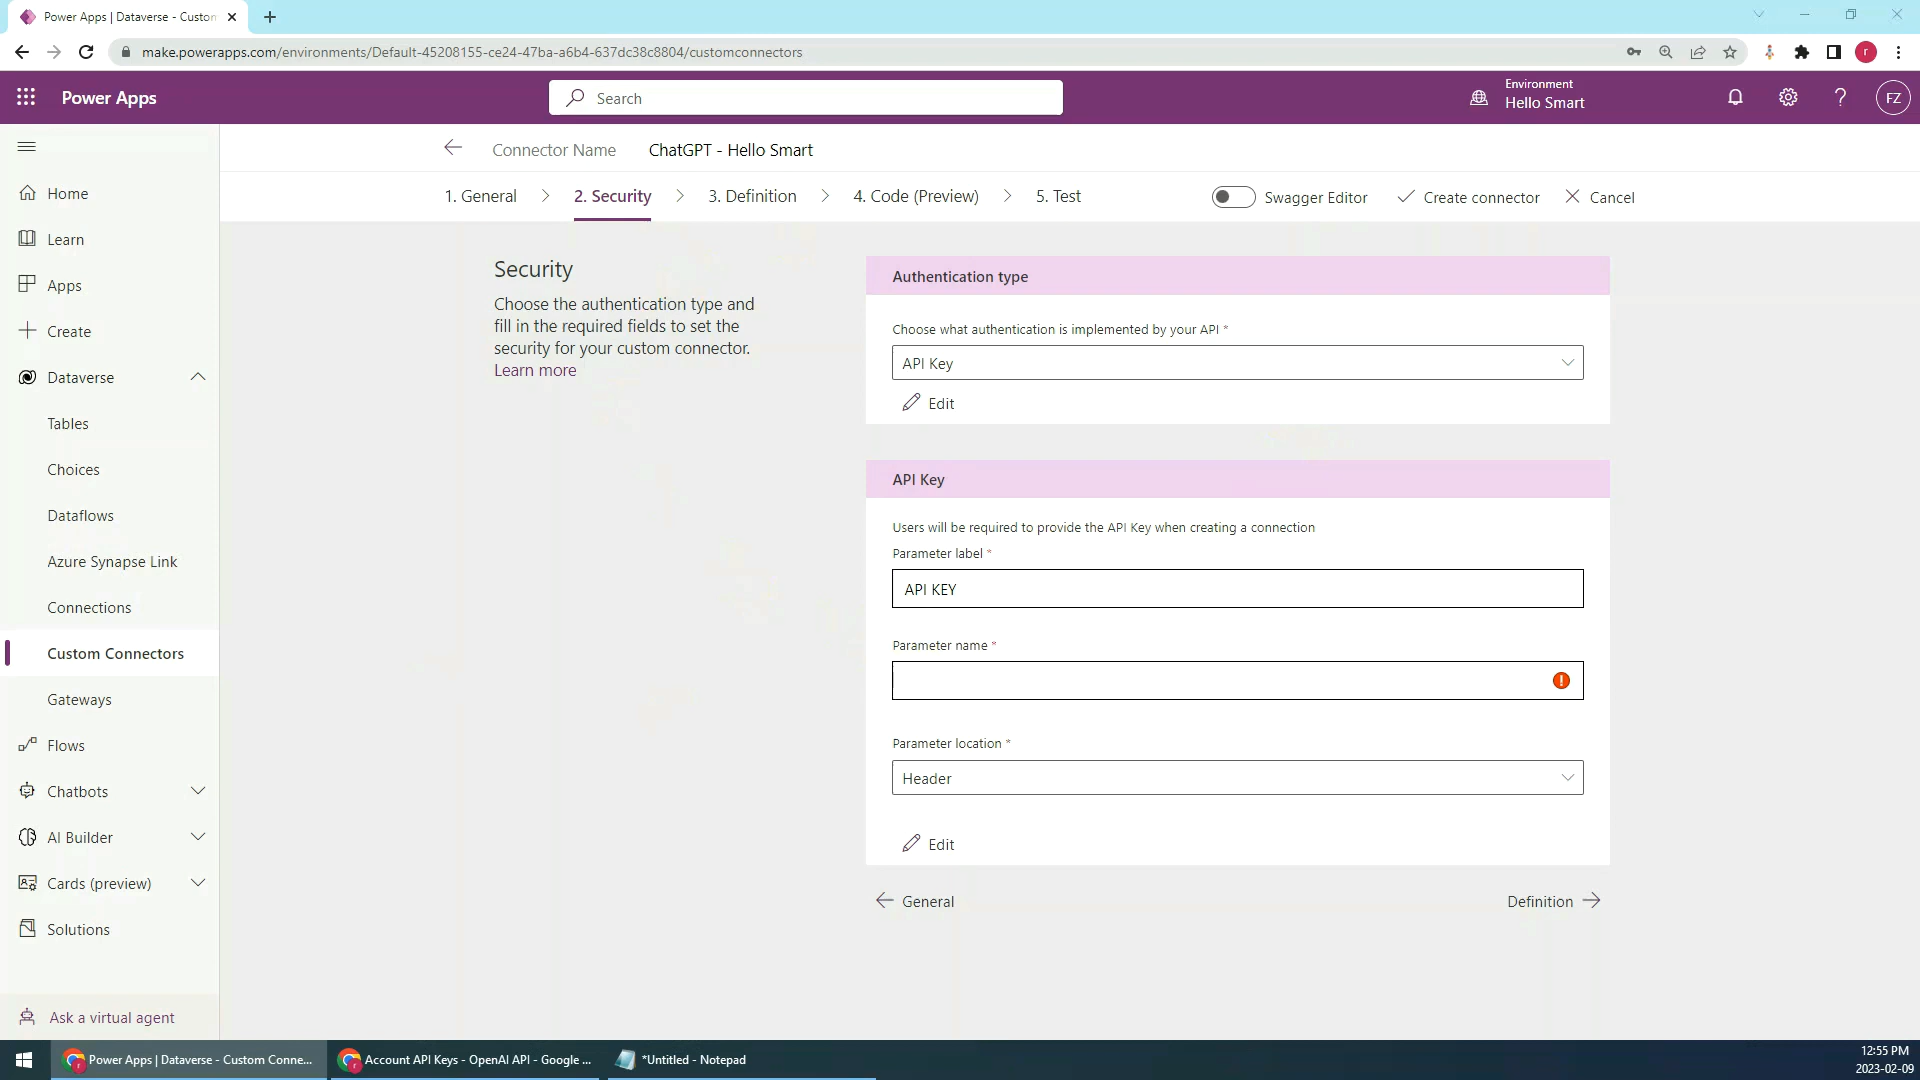 Power Apps | Dataverse - Custom
make.powerapps.com/environments/Default-45208155-ce24-47ba-a6b4-637dc38c8804/customconnectors
r
Power Apps
Search
Environment
Hello Smart
FZ
Connector Name
ChatGPT - Hello Smart
1. General
2. Security
3. Definition
4. Code (Preview)
5. Test
Swagger Editor
Create connector
Cancel
Home
Learn
Apps
Create
Dataverse
Tables
Choices
Dataflows
Azure Synapse Link
Connections
Custom Connectors
Gateways
Flows
Chatbots
AI Builder
Cards (preview)
Solutions
Ask a virtual agent
Security
Choose the authentication type and
fill in the required fields to set the
security for your custom connector.
Learn more
Authentication type
Choose what authentication is implemented by your API *
API Key
Edit
API Key
Users will be required to provide the API Key when creating a connection
Parameter label *
API KEY
Parameter name *
Parameter location *
Header
Edit
General
Definition
Power Apps | Dataverse - Custom Conne...
Account API Keys - OpenAI API - Google ...
*Untitled - Notepad
12:55 PM
2023-02-09